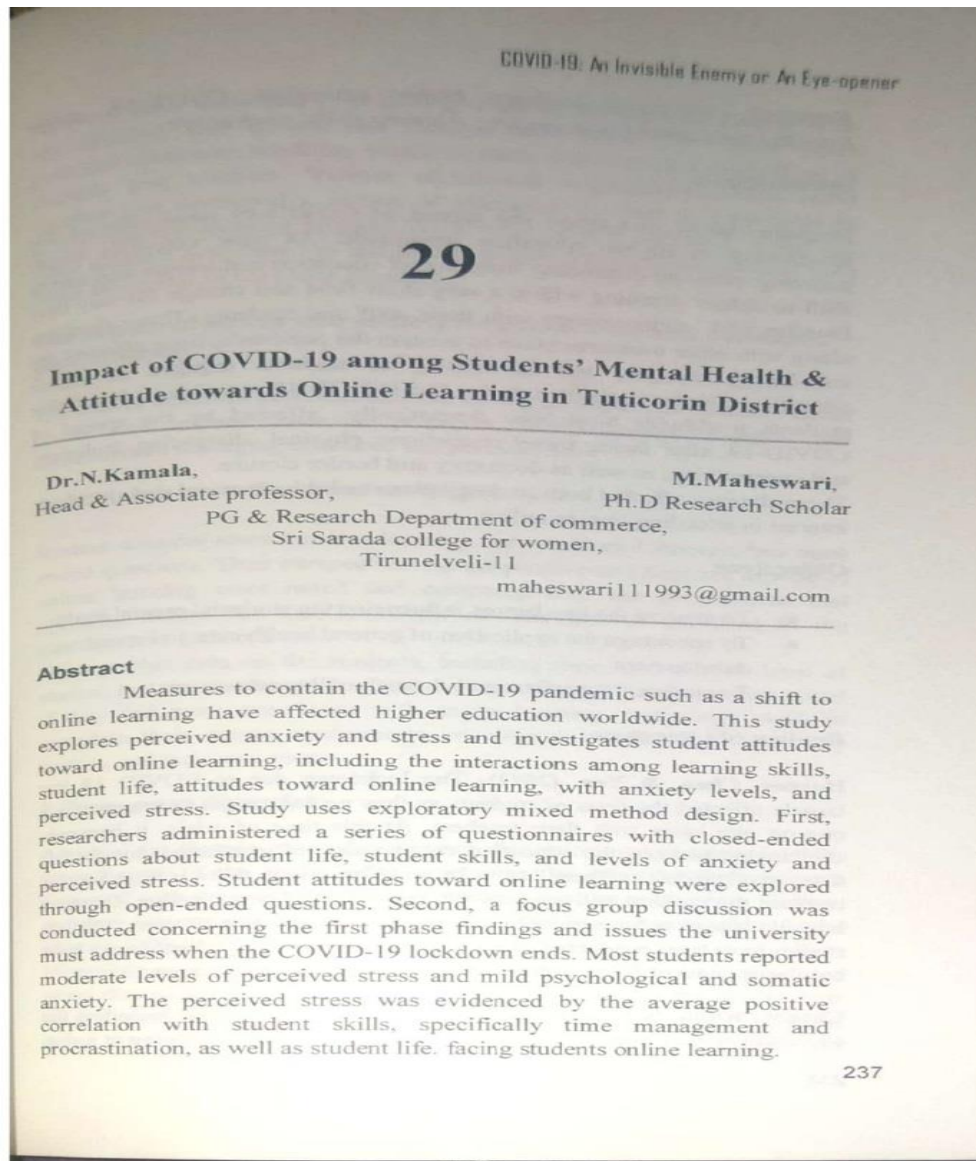 COVID-19: An Invisible Enemy or An Eye-opener
29
Impact of COVID-19 among Students' Mental Health &
Attitude towards Online Learning in Tuticorin District
Dr.N.Kamala,
Head & Associate professor,
M.Maheswari,
Ph.D Research Scholar
PG & Research Department of commerce,
Sri Sarada college for women,
Tirunelveli-11
maheswari111993@gmail.com
Abstract
Measures to contain the COVID-19 pandemic such as a shift to
online learning have affected higher education worldwide. This study
explores perceived anxiety and stress and investigates student attitudes
toward online learning, including the interactions among learning skills,
student life, attitudes toward online learning, with anxiety levels, and
perceived stress. Study uses exploratory mixed method design. First,
researchers administered a series of questionnaires with closed-ended
questions about student life, student skills, and levels of anxiety and
perceived stress. Student attitudes toward online learning were explored
through open-ended questions. Second, a focus group discussion was
conducted concerning the first phase findings and issues the university
must address when the COVID-19 lockdown ends. Most students reported
moderate levels of perceived stress and mild psychological and somatic
anxiety. The perceived stress was evidenced by the average positive
correlation with student skills, specifically time management and
procrastination, as well as student life. facing students online learning.
237